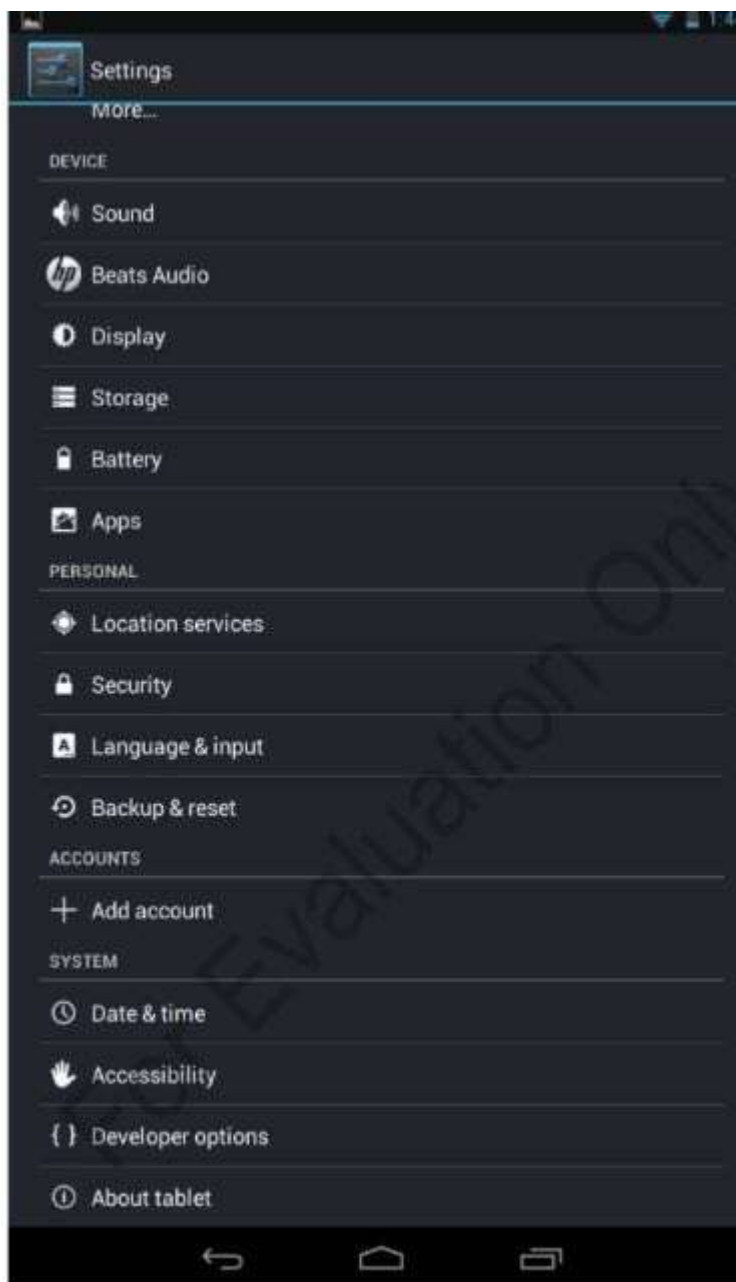 Settings
More...
DEVICE
Sound
hp
Beats Audio
Display
Storage
Battery
Apps
PERSONAL
Location services
Security
A
Language & input
Backup & reset
ACCOUNTS
Add account
SYSTEM
Date & time
Accessibility
{ } Developer options
About tablet
For Evaluation Only